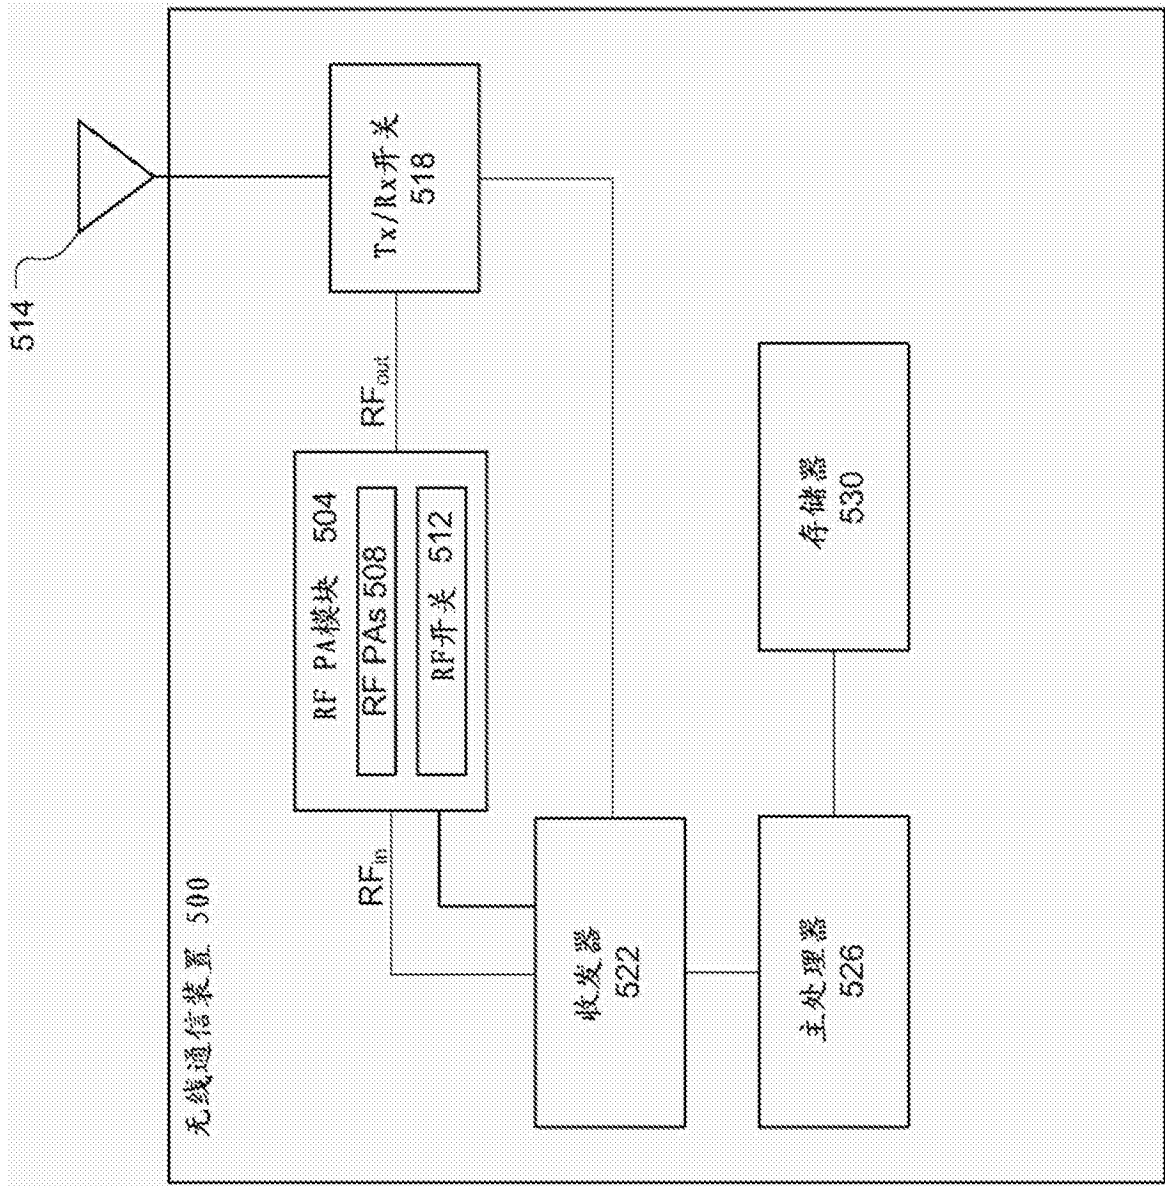 无线通信装置 500
514
RF PA模块 504
RF PAs 508
RF开关 512
RFin
RFout
Tx/Rx开关
518
收发器
522
主处理器
526
存储器
530